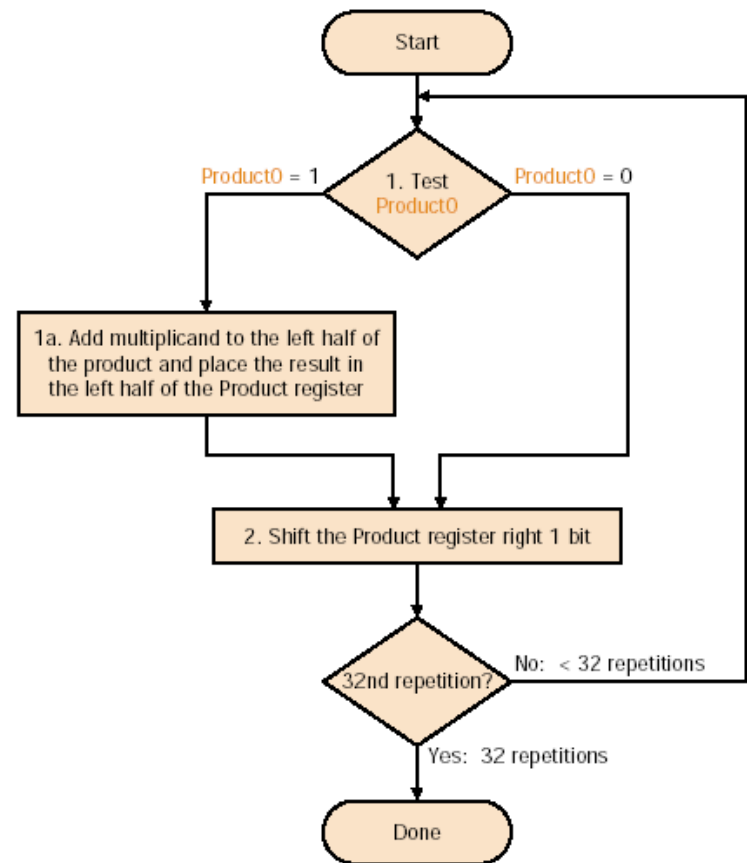 Start
Product0 = 1
1. Test
Product0
Product0 = 0
1a. Add multiplicand to the left half of
the product and place the result in
the left half of the Product register
2. Shift the Product register right 1 bit
32nd repetition?
No: < 32 repetitions
Yes: 32 repetitions
Done